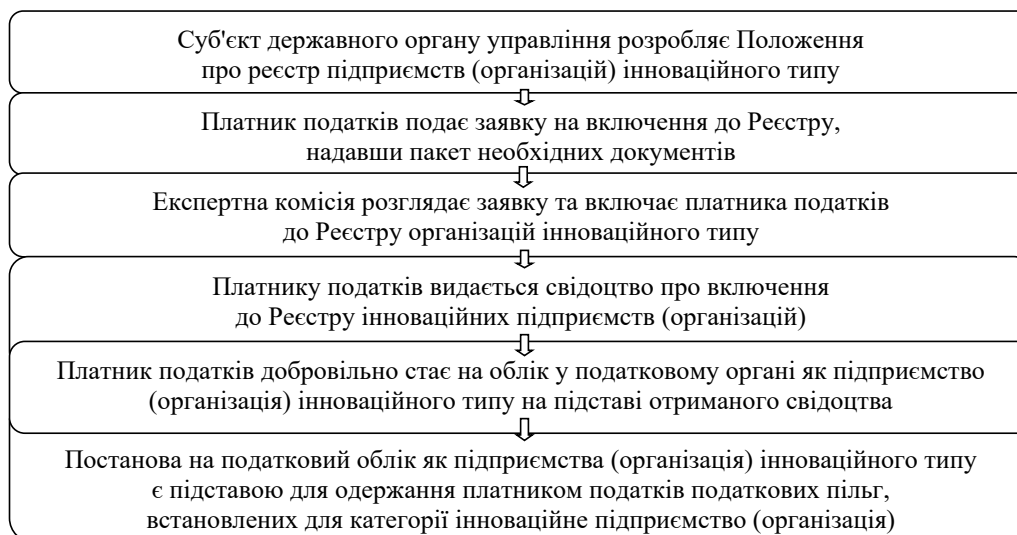 Суб'єкт державного органу управління розробляє Положення
про реєстр підприємств (організацій) інноваційного типу
Платник податків подає заявку на включення до Реєстру,
надавши пакет необхідних документів
Експертна комісія розглядає заявку та включає платника податків
до Реєстру організацій інноваційного типу
Платнику податків видається свідоцтво про включення
до Реєстру інноваційних підприємств (організацій)
Платник податків добровільно стає на облік у податковому органі як підприємство
(організація) інноваційного типу на підставі отриманого свідоцтва
Постанова на податковий облік як підприємства (організація) інноваційного типу
є підставою для одержання платником податків податкових пільг,
встановлених для категорії інноваційне підприємство (організація)